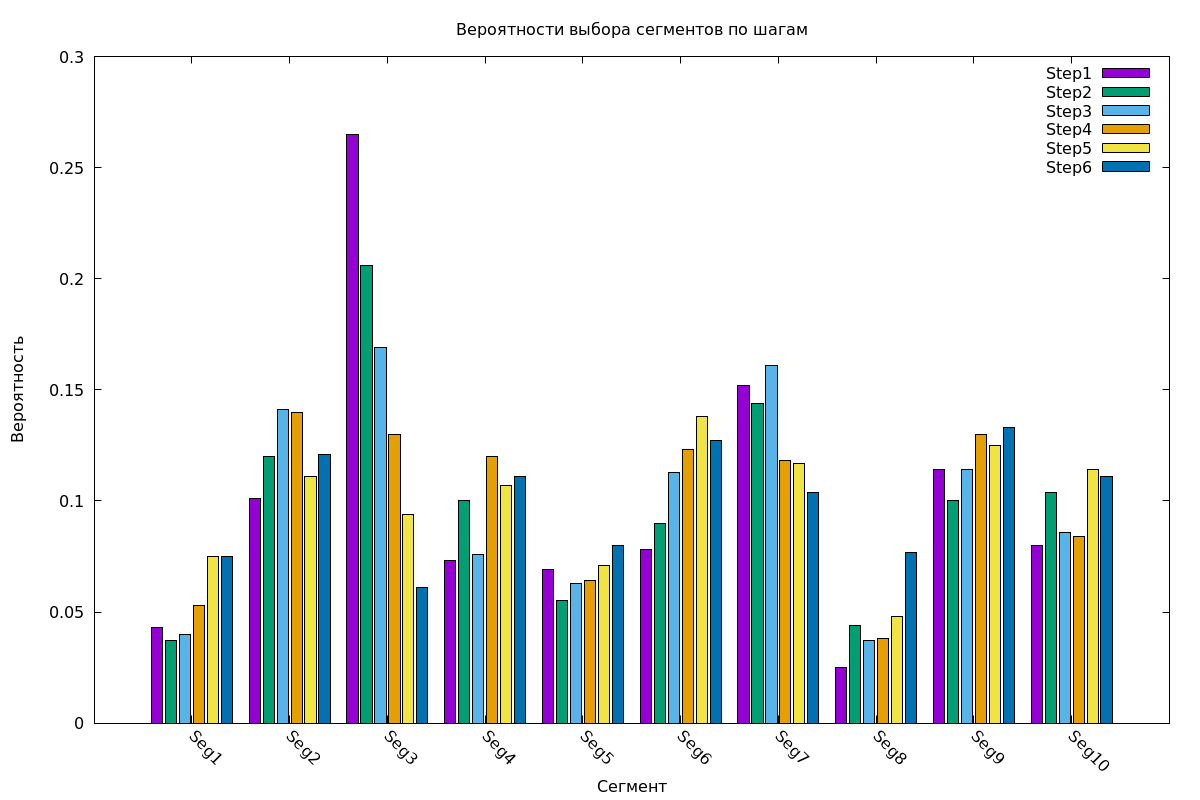 Вероятности выбора сегментов по шагам
Step1
Step2
Step3
Step4
Step5
Step6
0.3
0.25
0.2
0.15
0.1
0.05
0
Вероятность
Seg1
Seg2
Seg3
Seg4
Seg5
Seg6
Seg7
Seg8
Seg9
Seg10
Сегмент